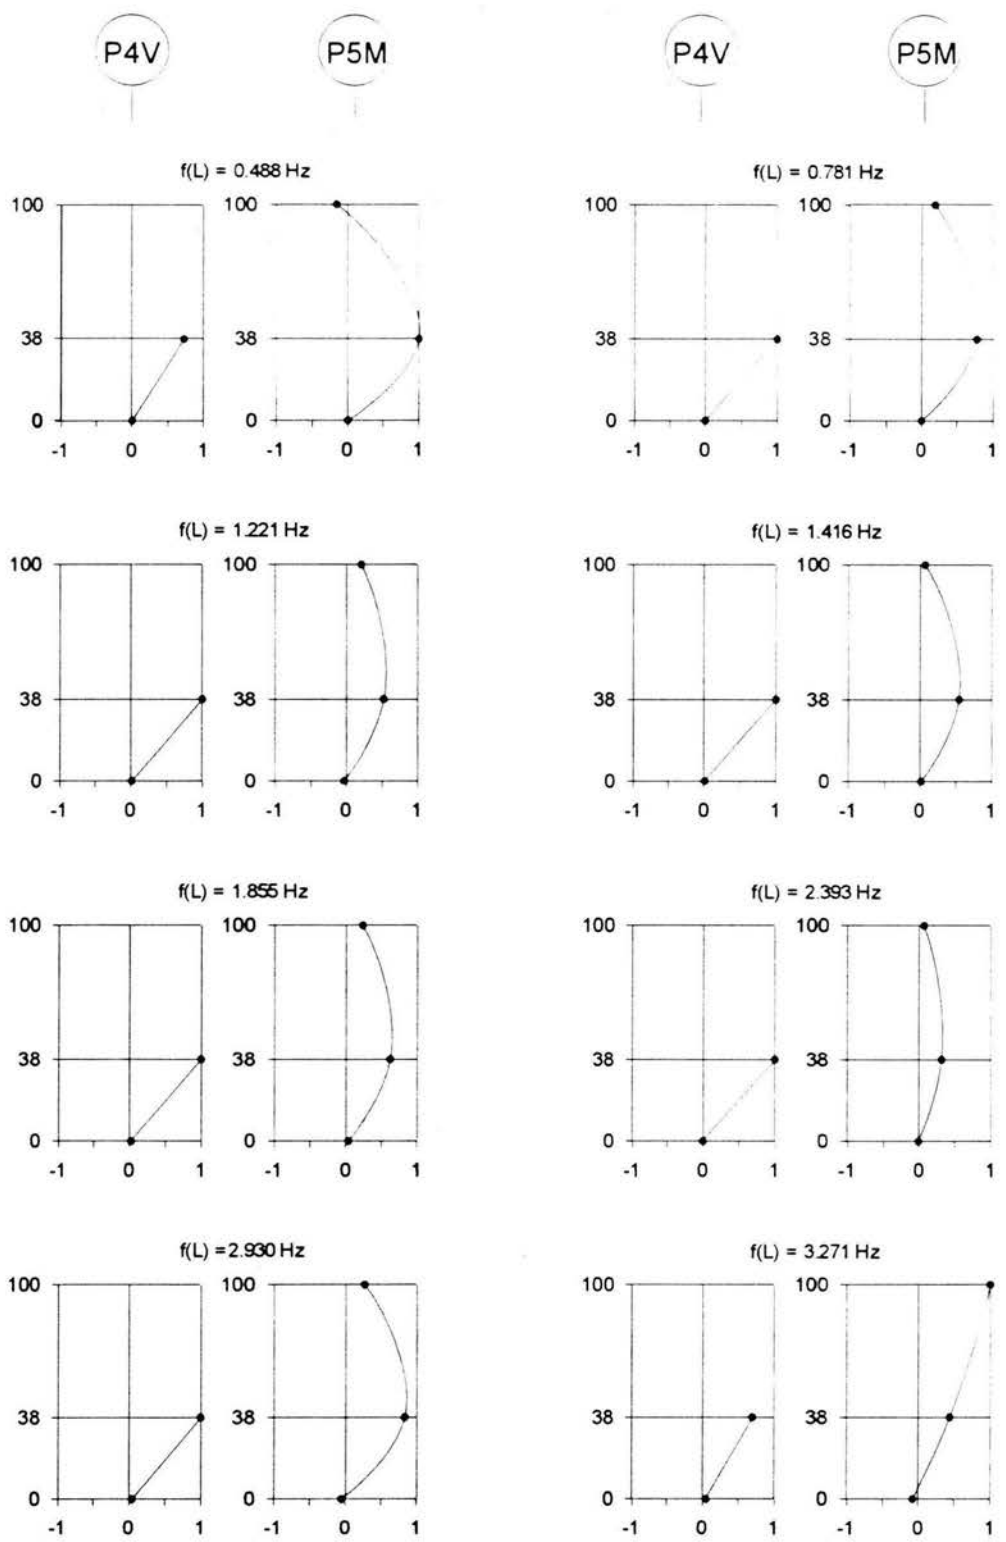 P4V P5M P4V P5M
f(L) = 0.488 Hz f(L) = 0.781 Hz
100 100 100 100
38 38 38 38
0 0 0 0
-1 0 1 -1 0 1 -1 0 1 -1 0 1
f(L) = 1.221 Hz f(L) = 1.416 Hz
100 100 100 100
38 38 38 38
0 0 0 0
-1 0 1 -1 0 1 -1 0 1 -1 0 1
f(L) = 1.855 Hz f(L) = 2.393 Hz
100 100 100 100
38 38 38 38
0 0 0 0
-1 0 1 -1 0 1 -1 0 1 -1 0 1
f(L) = 2.930 Hz f(L) = 3.271 Hz
100 100 100 100
38 38 38 38
0 0 0 0
-1 0 1 -1 0 1 -1 0 1 -1 0 1